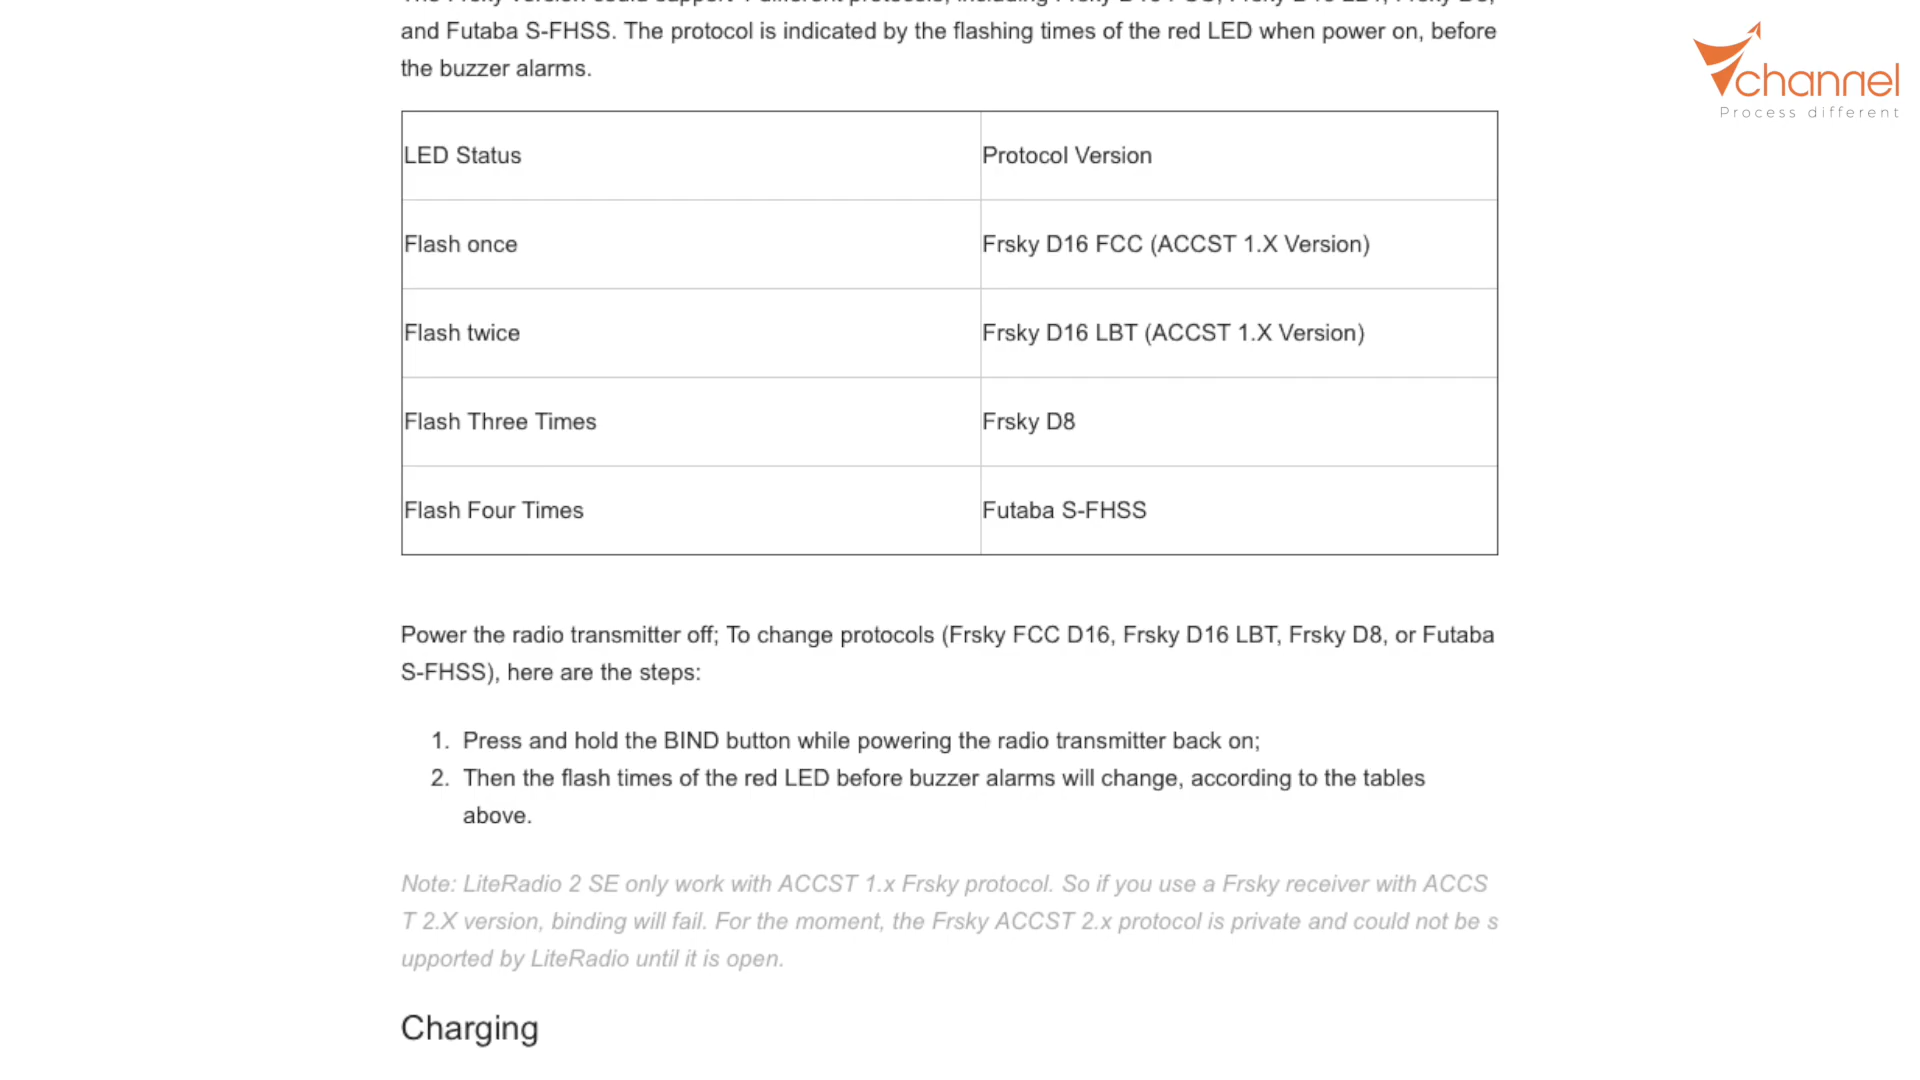 and Futaba S-FHSS. The protocol is indicated by the flashing times of the red LED when power on, before
the buzzer alarms.
channel
Process different
LED Status
Protocol Version
Flash once
Frsky D16 FCC (ACCST 1.X Version)
Flash twice
Frsky D16 LBT (ACCST 1.X Version)
Flash Three Times
Frsky D8
Flash Four Times
Futaba S-FHSS
Power the radio transmitter off; To change protocols (Frsky FCC D16, Frsky D16 LBT, Frsky D8, or Futaba
S-FHSS), here are the steps:
1. Press and hold the BIND button while powering the radio transmitter back on;
2. Then the flash times of the red LED before buzzer alarms will change, according to the tables
above.
Note: LiteRadio 2 SE only work with ACCST 1.x Frsky protocol. So if you use a Frsky receiver with ACCS
T 2.X version, binding will fail. For the moment, the Frsky ACCST 2.x protocol is private and could not be s
upported by LiteRadio until it is open.
Charging